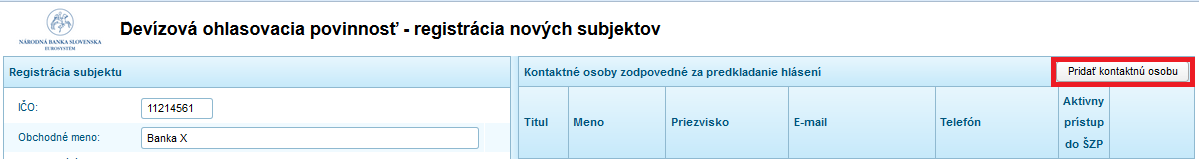 NÁRODNÁ BANKA SLOVENSKA
EUROSYSTÉM
Devízová ohlasovacia povinnosť - registrácia nových subjektov
Registrácia subjektu
IČO:
11214561
Obchodné meno:
Banka X
Kontaktné osoby zodpovedné za predkladanie hlásení
Pridať kontaktnú osobu
Titul
Meno
Priezvisko
E-mail
Telefón
Aktívny
prístup
do ŠZP